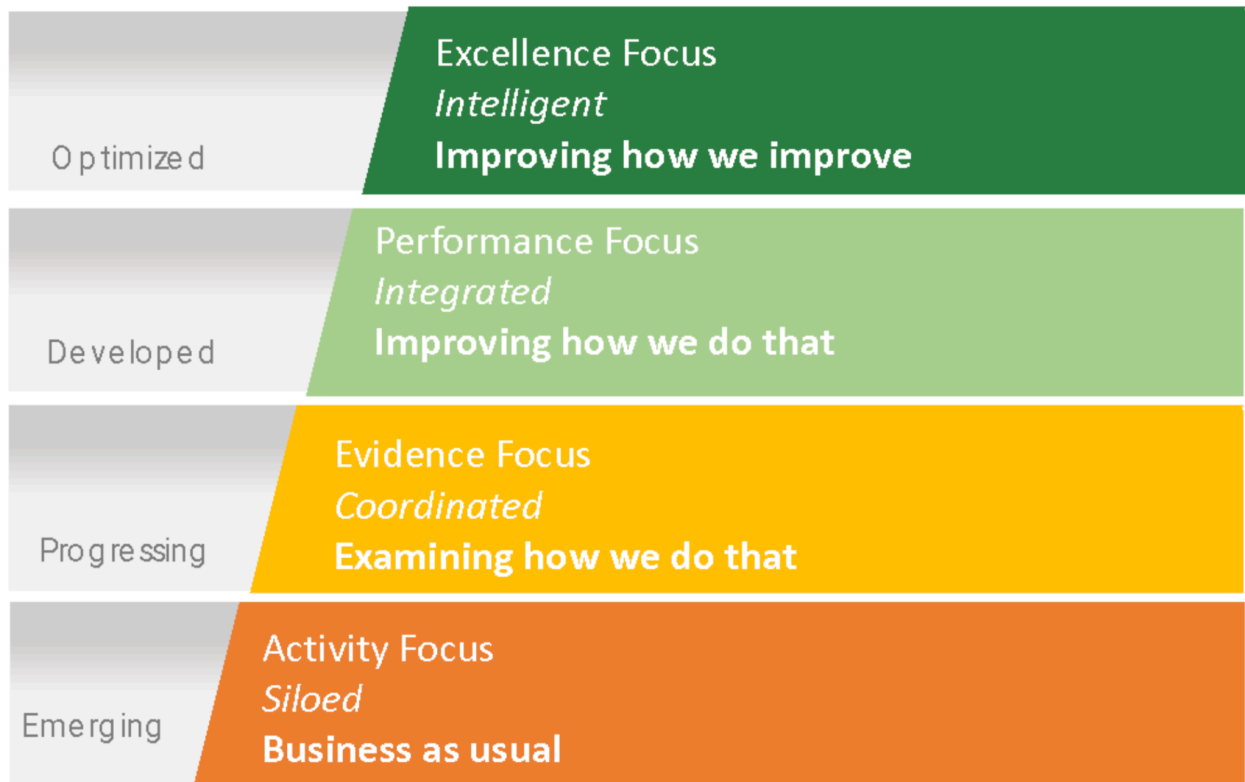 Excellence Focus
Intelligent
Optimized
Improving how we improve
Performance Focus
Integrated
Developed
Improving how we do that
Evidence Focus
Coordinated
Progressing
Examining how we do that
Activity Focus
Siloed
Emerging
Business as usual